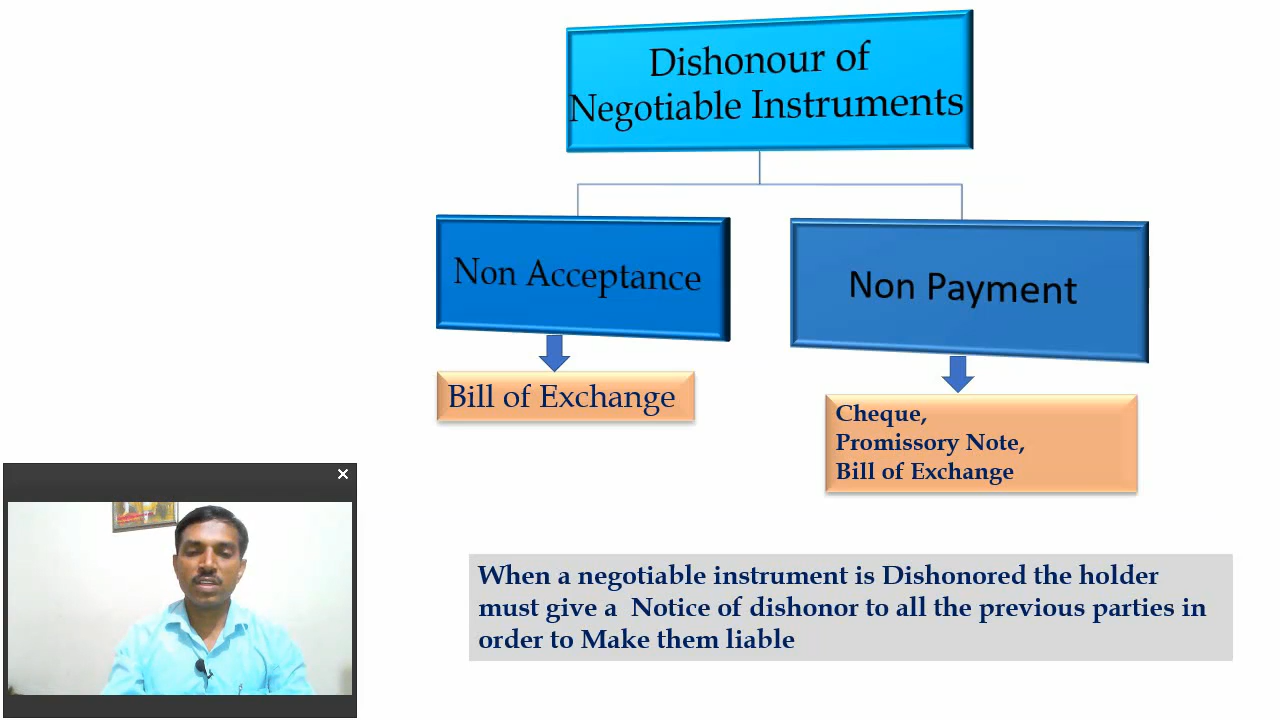 Dishonour of
Negotiable Instruments
Non Acceptance
Non Payment
Bill of Exchange
Cheque,
Promissory Note,
Bill of Exchange
When a negotiable instrument is Dishonored the holder
must give a Notice of dishonor to all the previous parties in
order to Make them liable